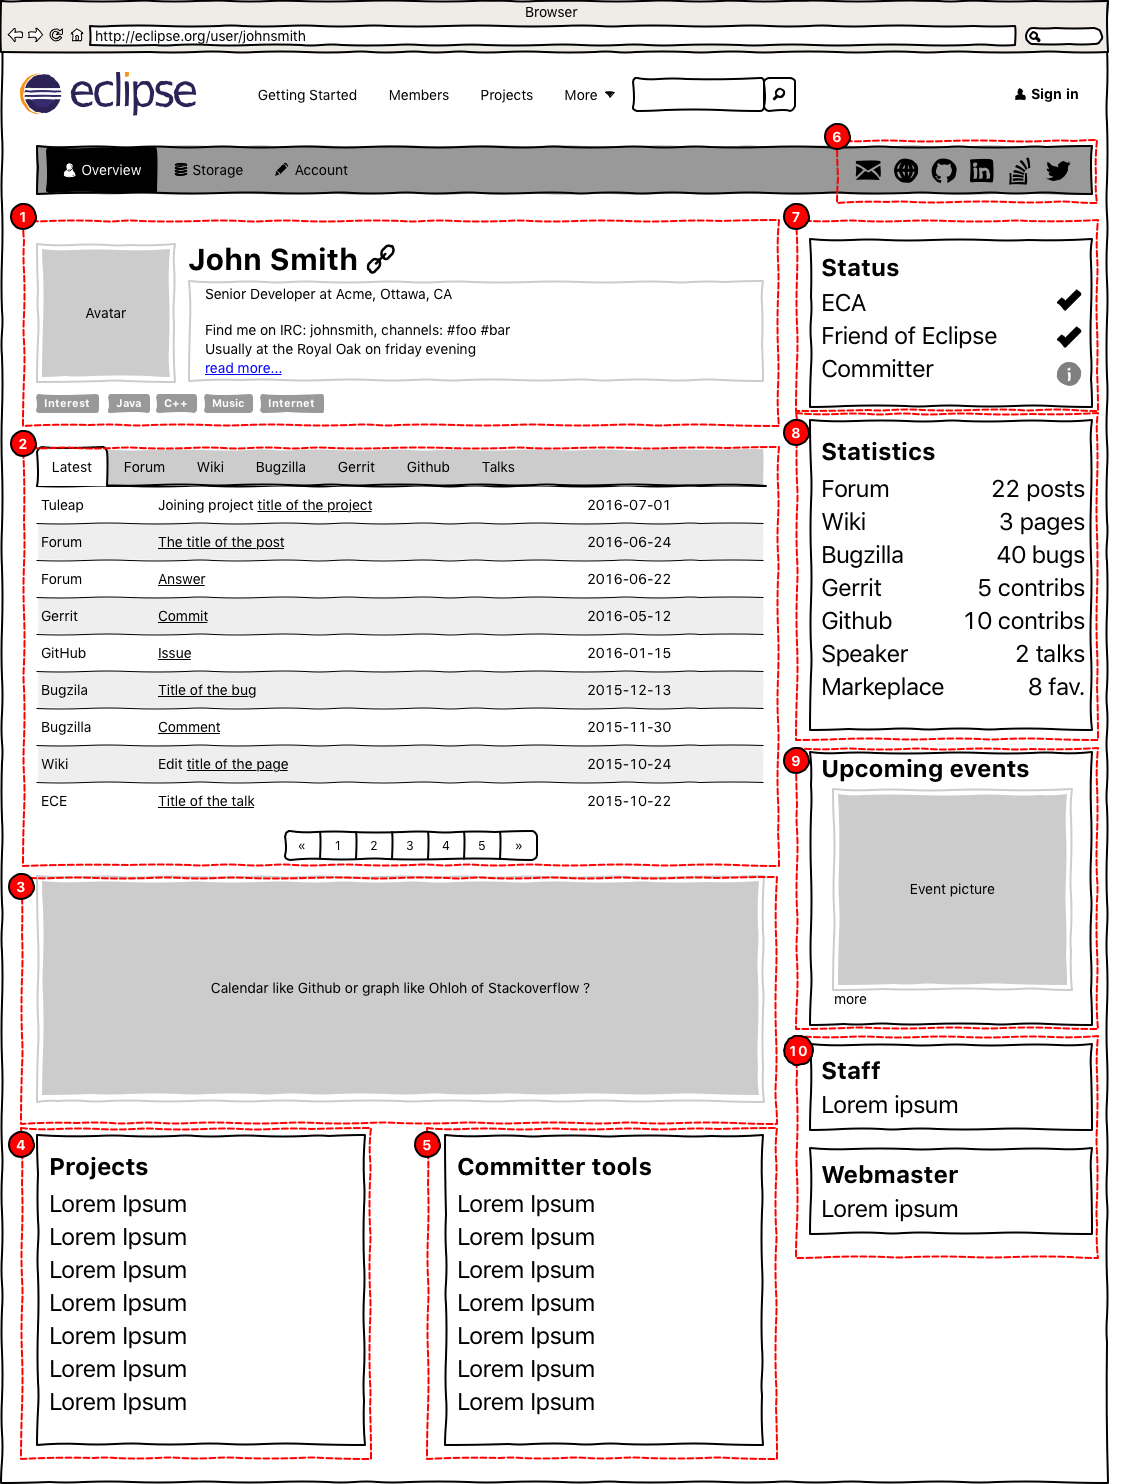 Browser
http://eclipse.org/user/johnsmith
eclipse
Getting Started Members Projects More
Sign in
6
Overview Storage Account
in
1
John Smith
Avatar
Senior Developer at Acme, Ottawa, CA
Find me on IRC: johnsmith, channels: #foo #bar
Usually at the Royal Oak on friday evening
read more...
Interest Java C++ Music Internet
2
Latest Forum Wiki Bugzilla Gerrit Github Talks
Tuleap Joining project title of the project 2016-07-01
Forum The title of the post 2016-06-24
Forum Answer 2016-06-22
Gerrit Commit 2016-05-12
GitHub Issue 2016-01-15
Bugzila Title of the bug 2015-12-13
Bugzilla Comment 2015-11-30
Wiki Edit title of the page 2015-10-24
ECE Title of the talk 2015-10-22
« 1 2 3 4 5 »
3
Calendar like Github or graph like Ohloh of Stackoverflow ?
4
Projects
Lorem Ipsum
Lorem Ipsum
Lorem Ipsum
Lorem Ipsum
Lorem Ipsum
Lorem Ipsum
Lorem Ipsum
5
Committer tools
Lorem Ipsum
Lorem Ipsum
Lorem Ipsum
Lorem Ipsum
Lorem Ipsum
Lorem Ipsum
Lorem Ipsum
7
Status
ECA
Friend of Eclipse
Committer i
8
Statistics
Forum 22 posts
Wiki 3 pages
Bugzilla 40 bugs
Gerrit 5 contribs
Github 10 contribs
Speaker 2 talks
Markeplace 8 fav.
9
Upcoming events
Event picture
more
10
Staff
Lorem ipsum
Webmaster
Lorem ipsum